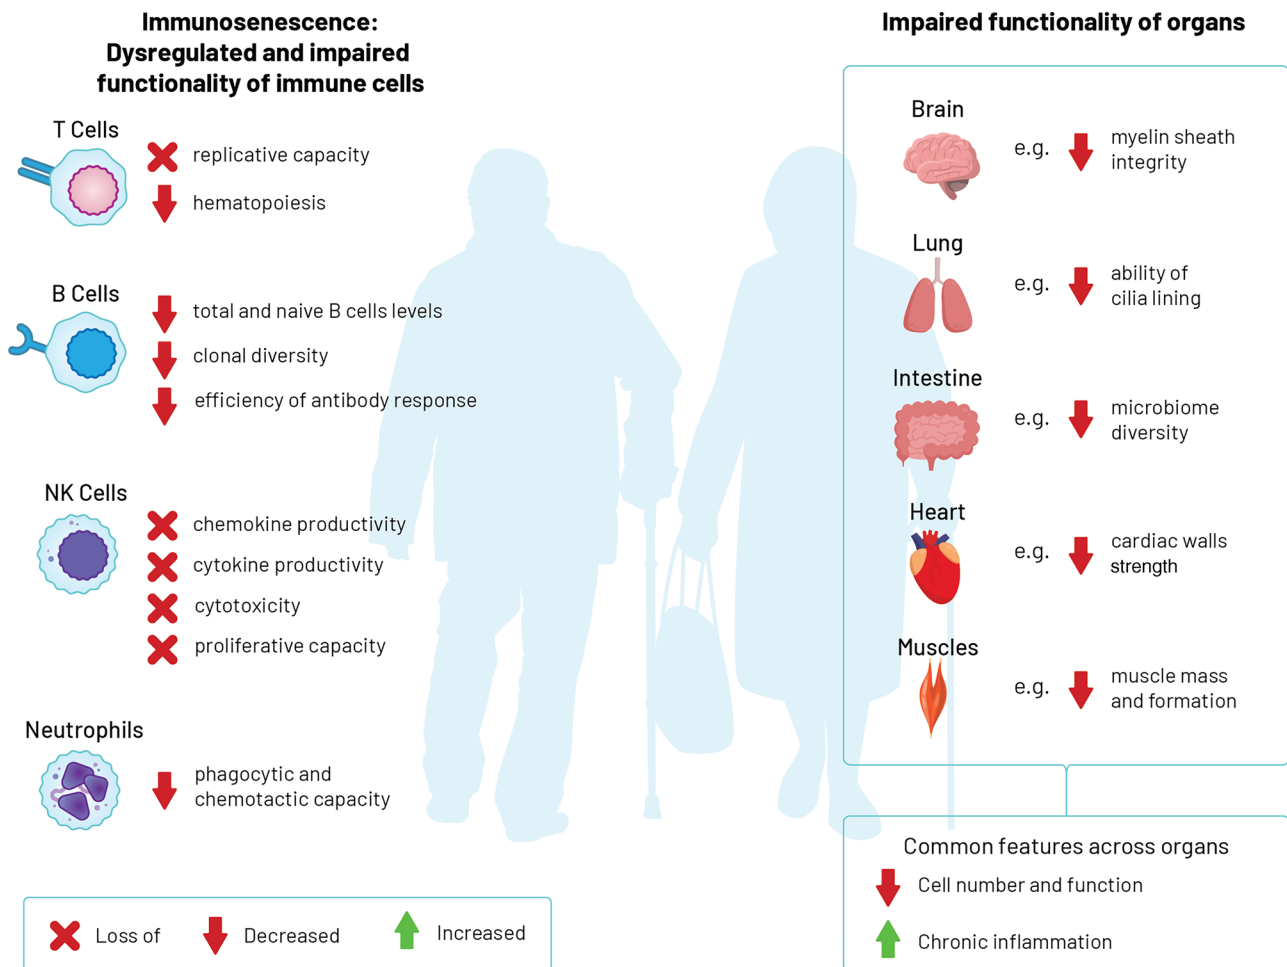 Immunosenescence:
Dysregulated and impaired
functionality of immune cells
T Cells
replicative capacity
hematopoiesis
B Cells
total and naive B cells levels
clonal diversity
efficiency of antibody response
NK Cells
chemokine productivity
cytokine productivity
cytotoxicity
proliferative capacity
Neutrophils
phagocytic and
chemotactic capacity
Loss of
Decreased
Increased
Impaired functionality of organs
Brain
e.g.
myelin sheath
integrity
Lung
e.g.
ability of
cilia lining
Intestine
e.g.
microbiome
diversity
Heart
e.g.
cardiac walls
strength
Muscles
e.g.
muscle mass
and formation
Common features across organs
Cell number and function
Chronic inflammation